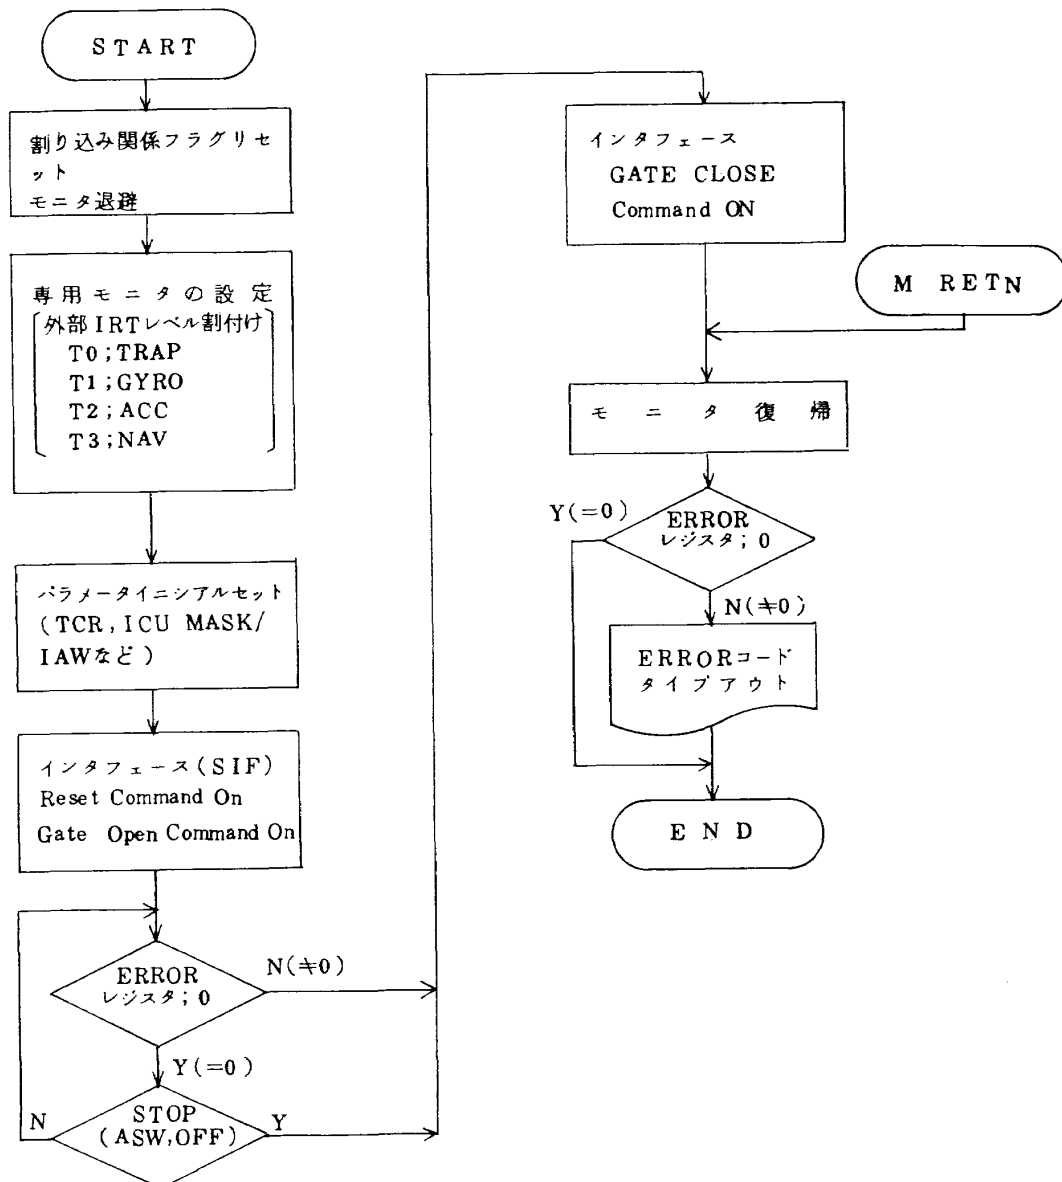 START
割り込み関係フラグリセ
ット
モニタ退避
専用モニタの設定
外部IRTレベル割付け
T0;TRAP
T1;GYRO
T2;ACC
T3;NAV
パラメータイニシアルセット
(TCR,ICU MASK/
IAWなど)
インタフェース(SIF)
Reset Command On
Gate Open Command On
ERROR
レジスタ;0
N(≠0)
Y(=0)
STOP
(ASW,OFF)
N
Y
インタフェース
GATE CLOSE
Command ON
M RETN
モニタ復帰
ERROR
レジスタ;0
Y(=0)
N(≠0)
ERRORコード
タイプアウト
END